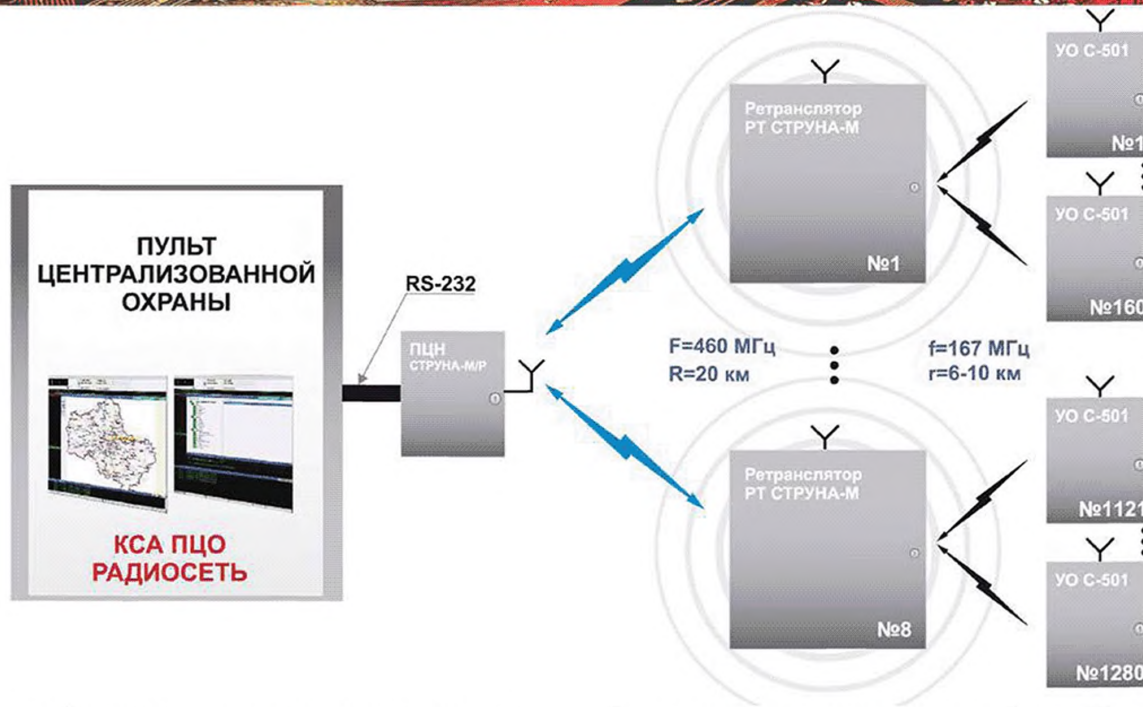 ПУЛЬТ
ЦЕНТРАЛИЗОВАННОЙ
ОХРАНЫ
КСА ПЦО
РАДИОСЕТЬ
RS-232
ПЦН
СТРУНА-М/Р
Ретранслятор
РТ СТРУНА-М
№1
F=460 МГц
R=20 км
f=167 МГц
r=6-10 км
Ретранслятор
РТ СТРУНА-М
№8
УО С-501
№1
УО С-501
№160
УО С-501
№1121
УО С-501
№1280